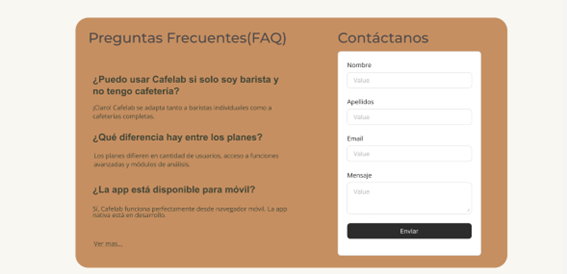 Preguntas Frecuentes(FAQ)
¿Puedo usar Cafelab si solo soy barista y
no tengo cafetería?
¡Claro! Cafelab se adapta tanto a baristas individuales como a
cafeterías completas.
¿Qué diferencia hay entre los planes?
Los planes difieren en cantidad de usuarios, acceso a funciones
avanzadas y módulos de análisis.
¿La app está disponible para móvil?
Sí, Cafelab funciona perfectamente desde navegador móvil. La app
nativa está en desarrollo.
Ver mas...
Contáctanos
Nombre
Value
Apellidos
Value
Email
Value
Mensaje
Value
Enviar